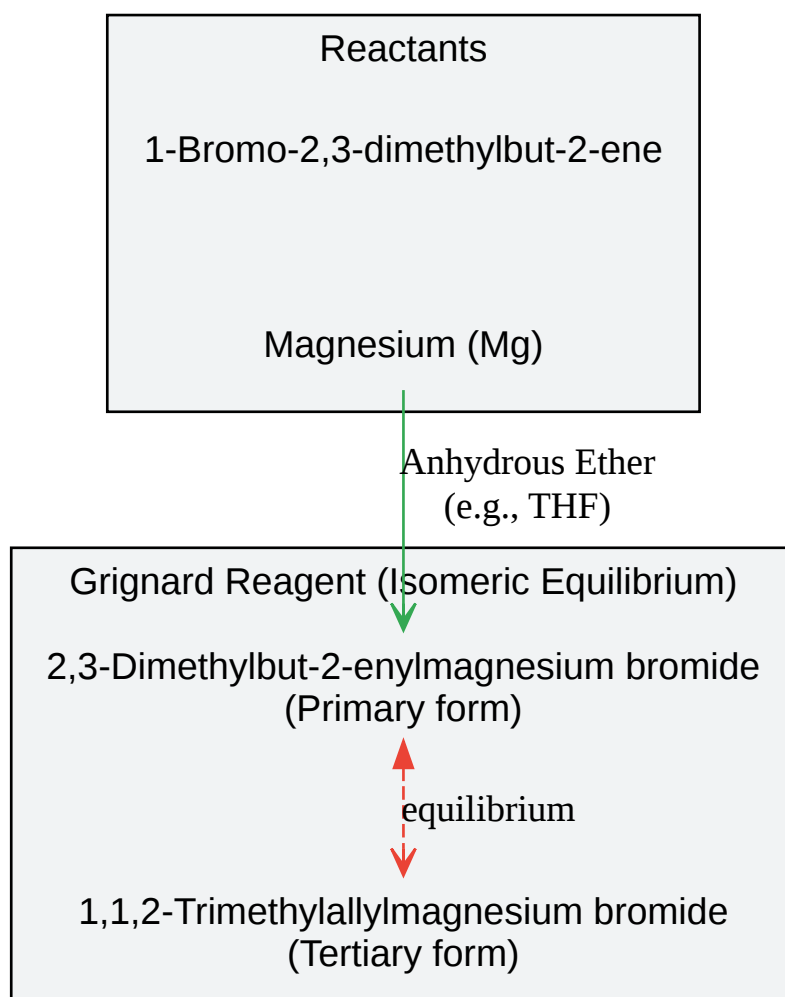 Reactants
1-Bromo-2,3-dimethylbut-2-ene
Magnesium (Mg)
Anhydrous Ether
(e.g., THF)
Grignard Reagent (Isomeric Equilibrium)
2,3-Dimethylbut-2-enylmagnesium bromide
(Primary form)
equilibrium
1,1,2-Trimethylallylmagnesium bromide
(Tertiary form)